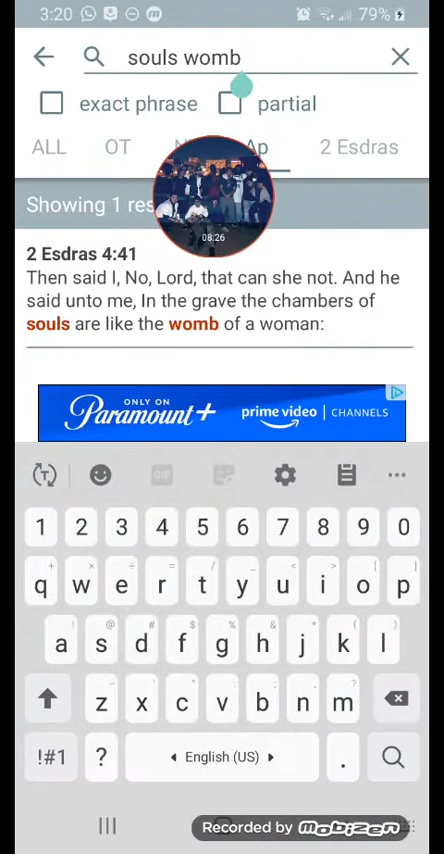 3:20 79%
souls womb
exact phrase partial
ALL OT Ap 2 Esdras
Showing 1 res
08:26
2 Esdras 4:41
Then said I, No, Lord, that can she not. And he
said unto me, In the grave the chambers of
souls are like the womb of a woman:
ONLY ON
Paramount+ prime video | CHANNELS
T GIF ...
1 2 3 4 5 6 7 8 9 0
q w e r t y u i o p
a s d f g h j k l
z x c v b n m
!#1 ? English (US) .
Recorded by mobizen